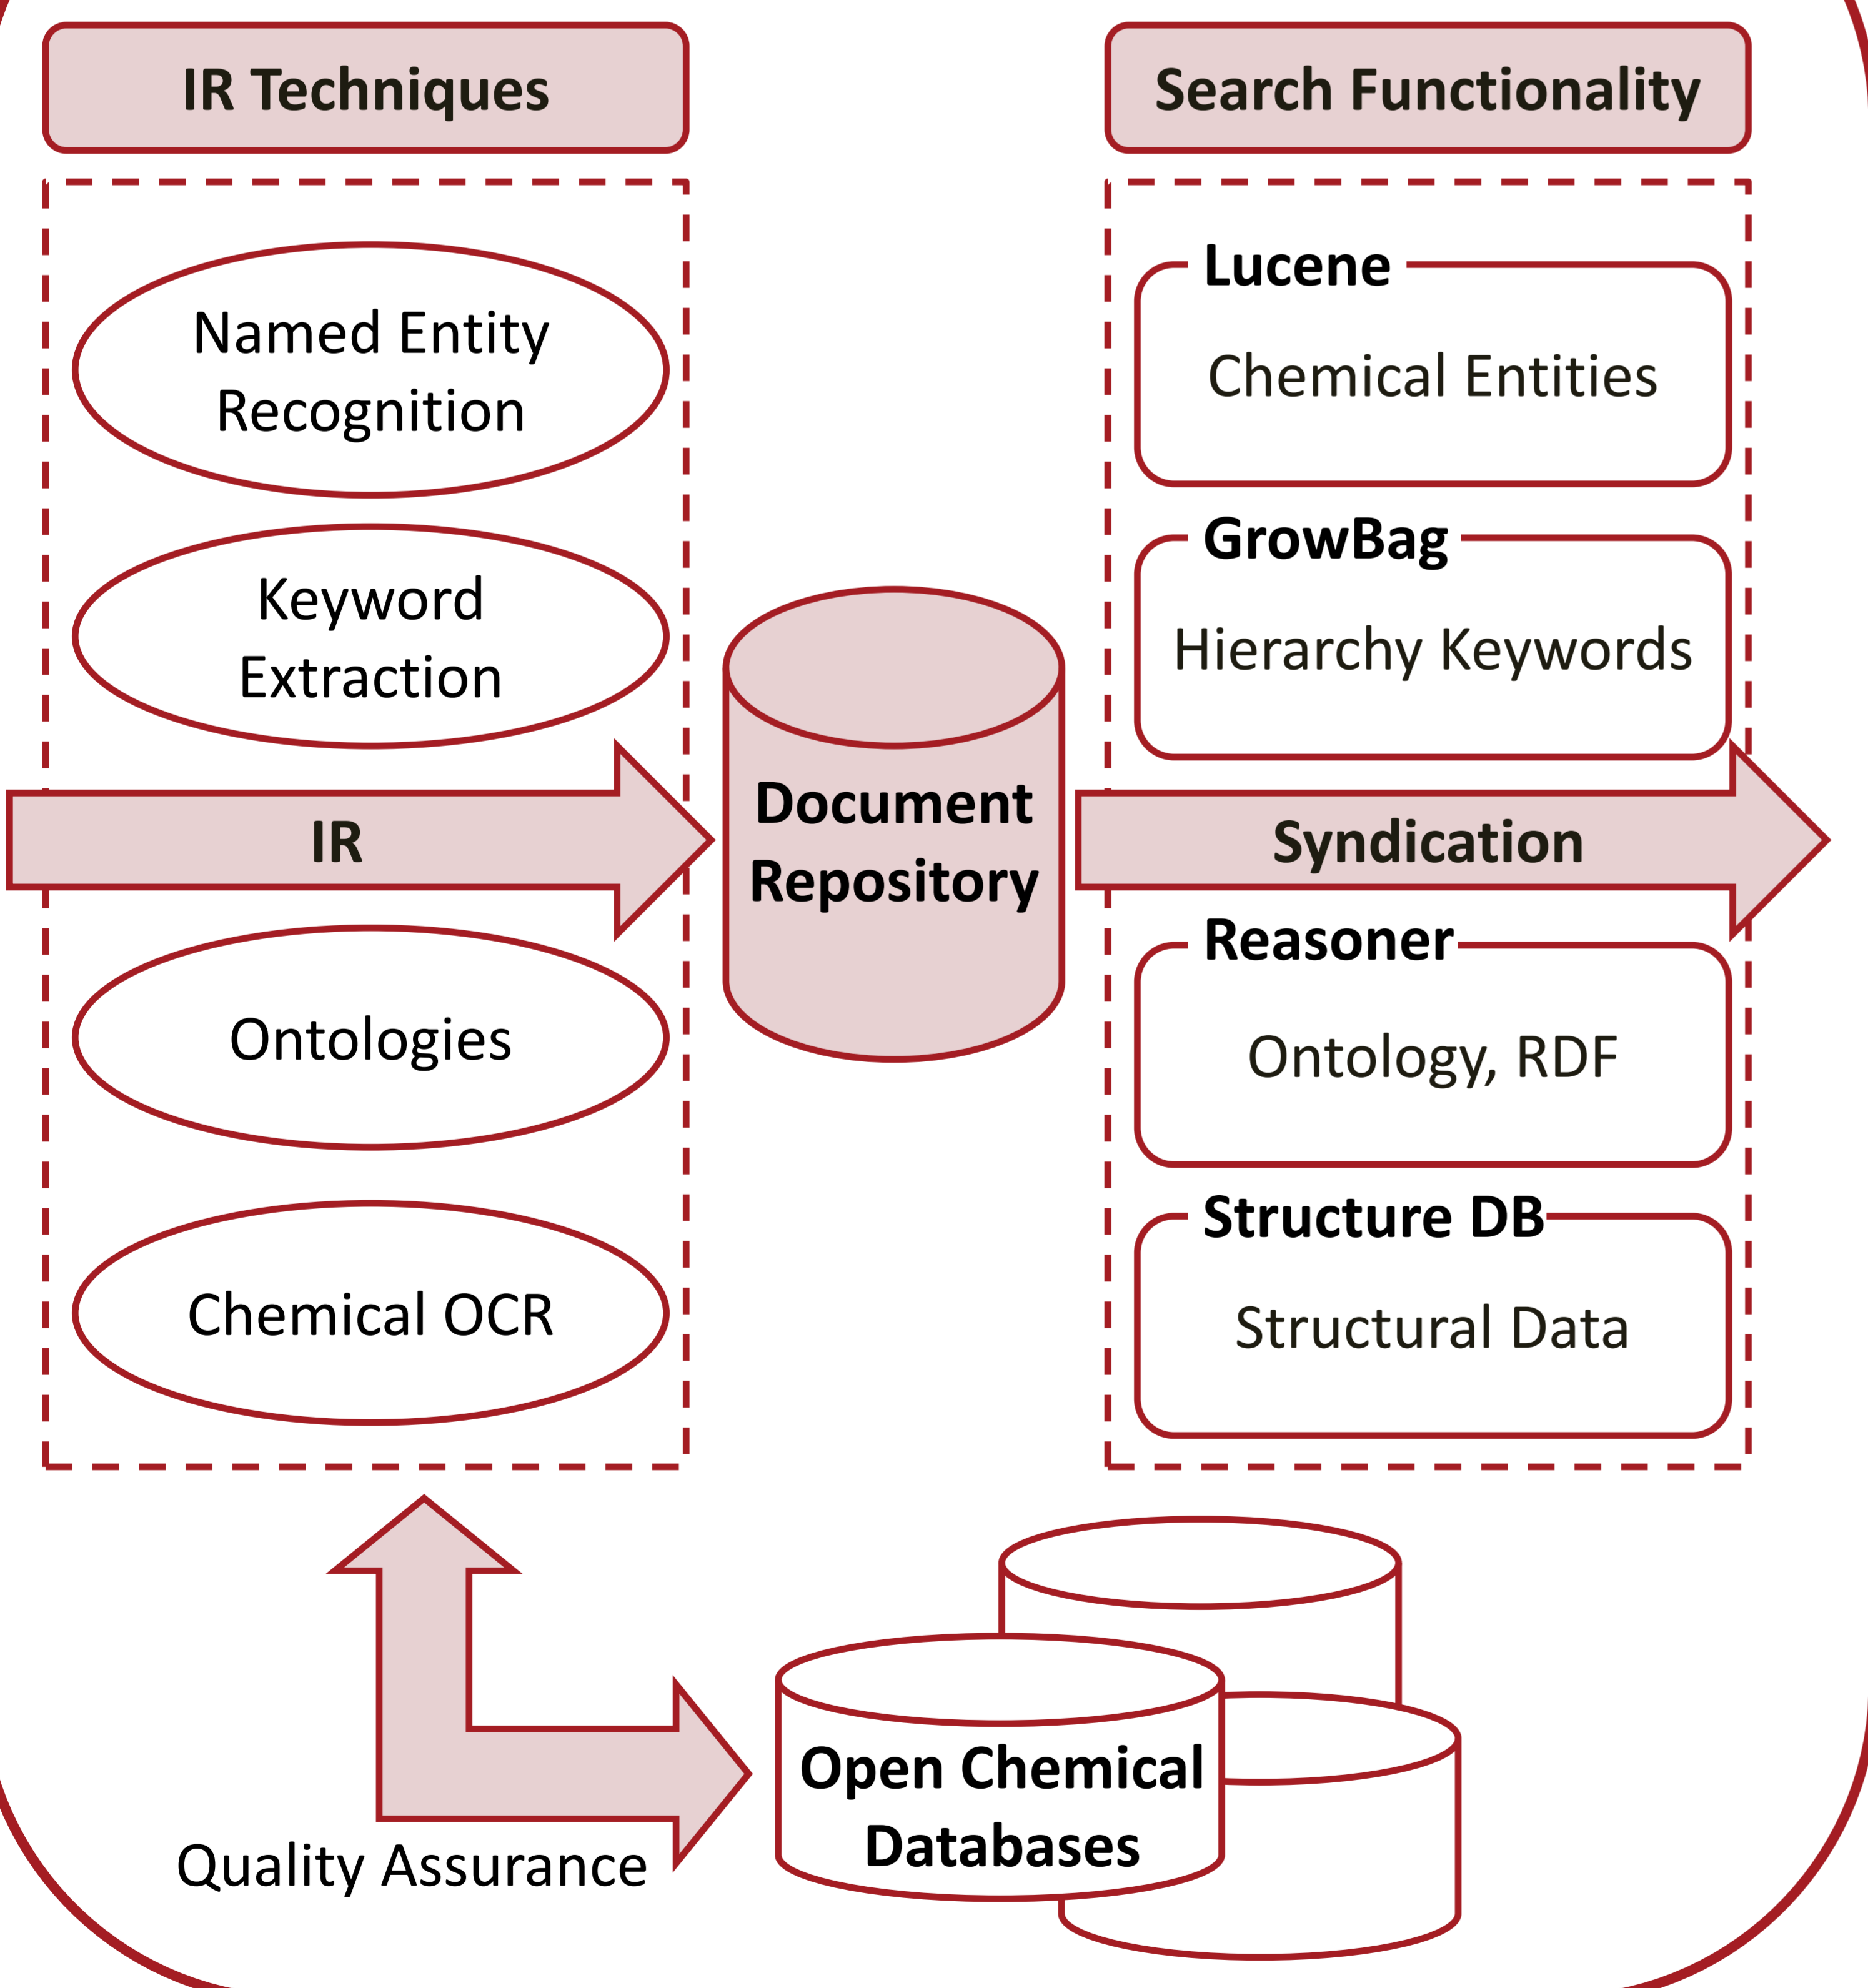 IR Techniques
Named Entity
Recognition
Keyword
Extraction
IR
Ontologies
Chemical OCR
Document
Repository
Search Functionality
Lucene
Chemical Entities
GrowBag
Hierarchy Keywords
Syndication
Reasoner
Ontology, RDF
Structure DB
Structural Data
Quality Assurance
Open Chemical
Databases